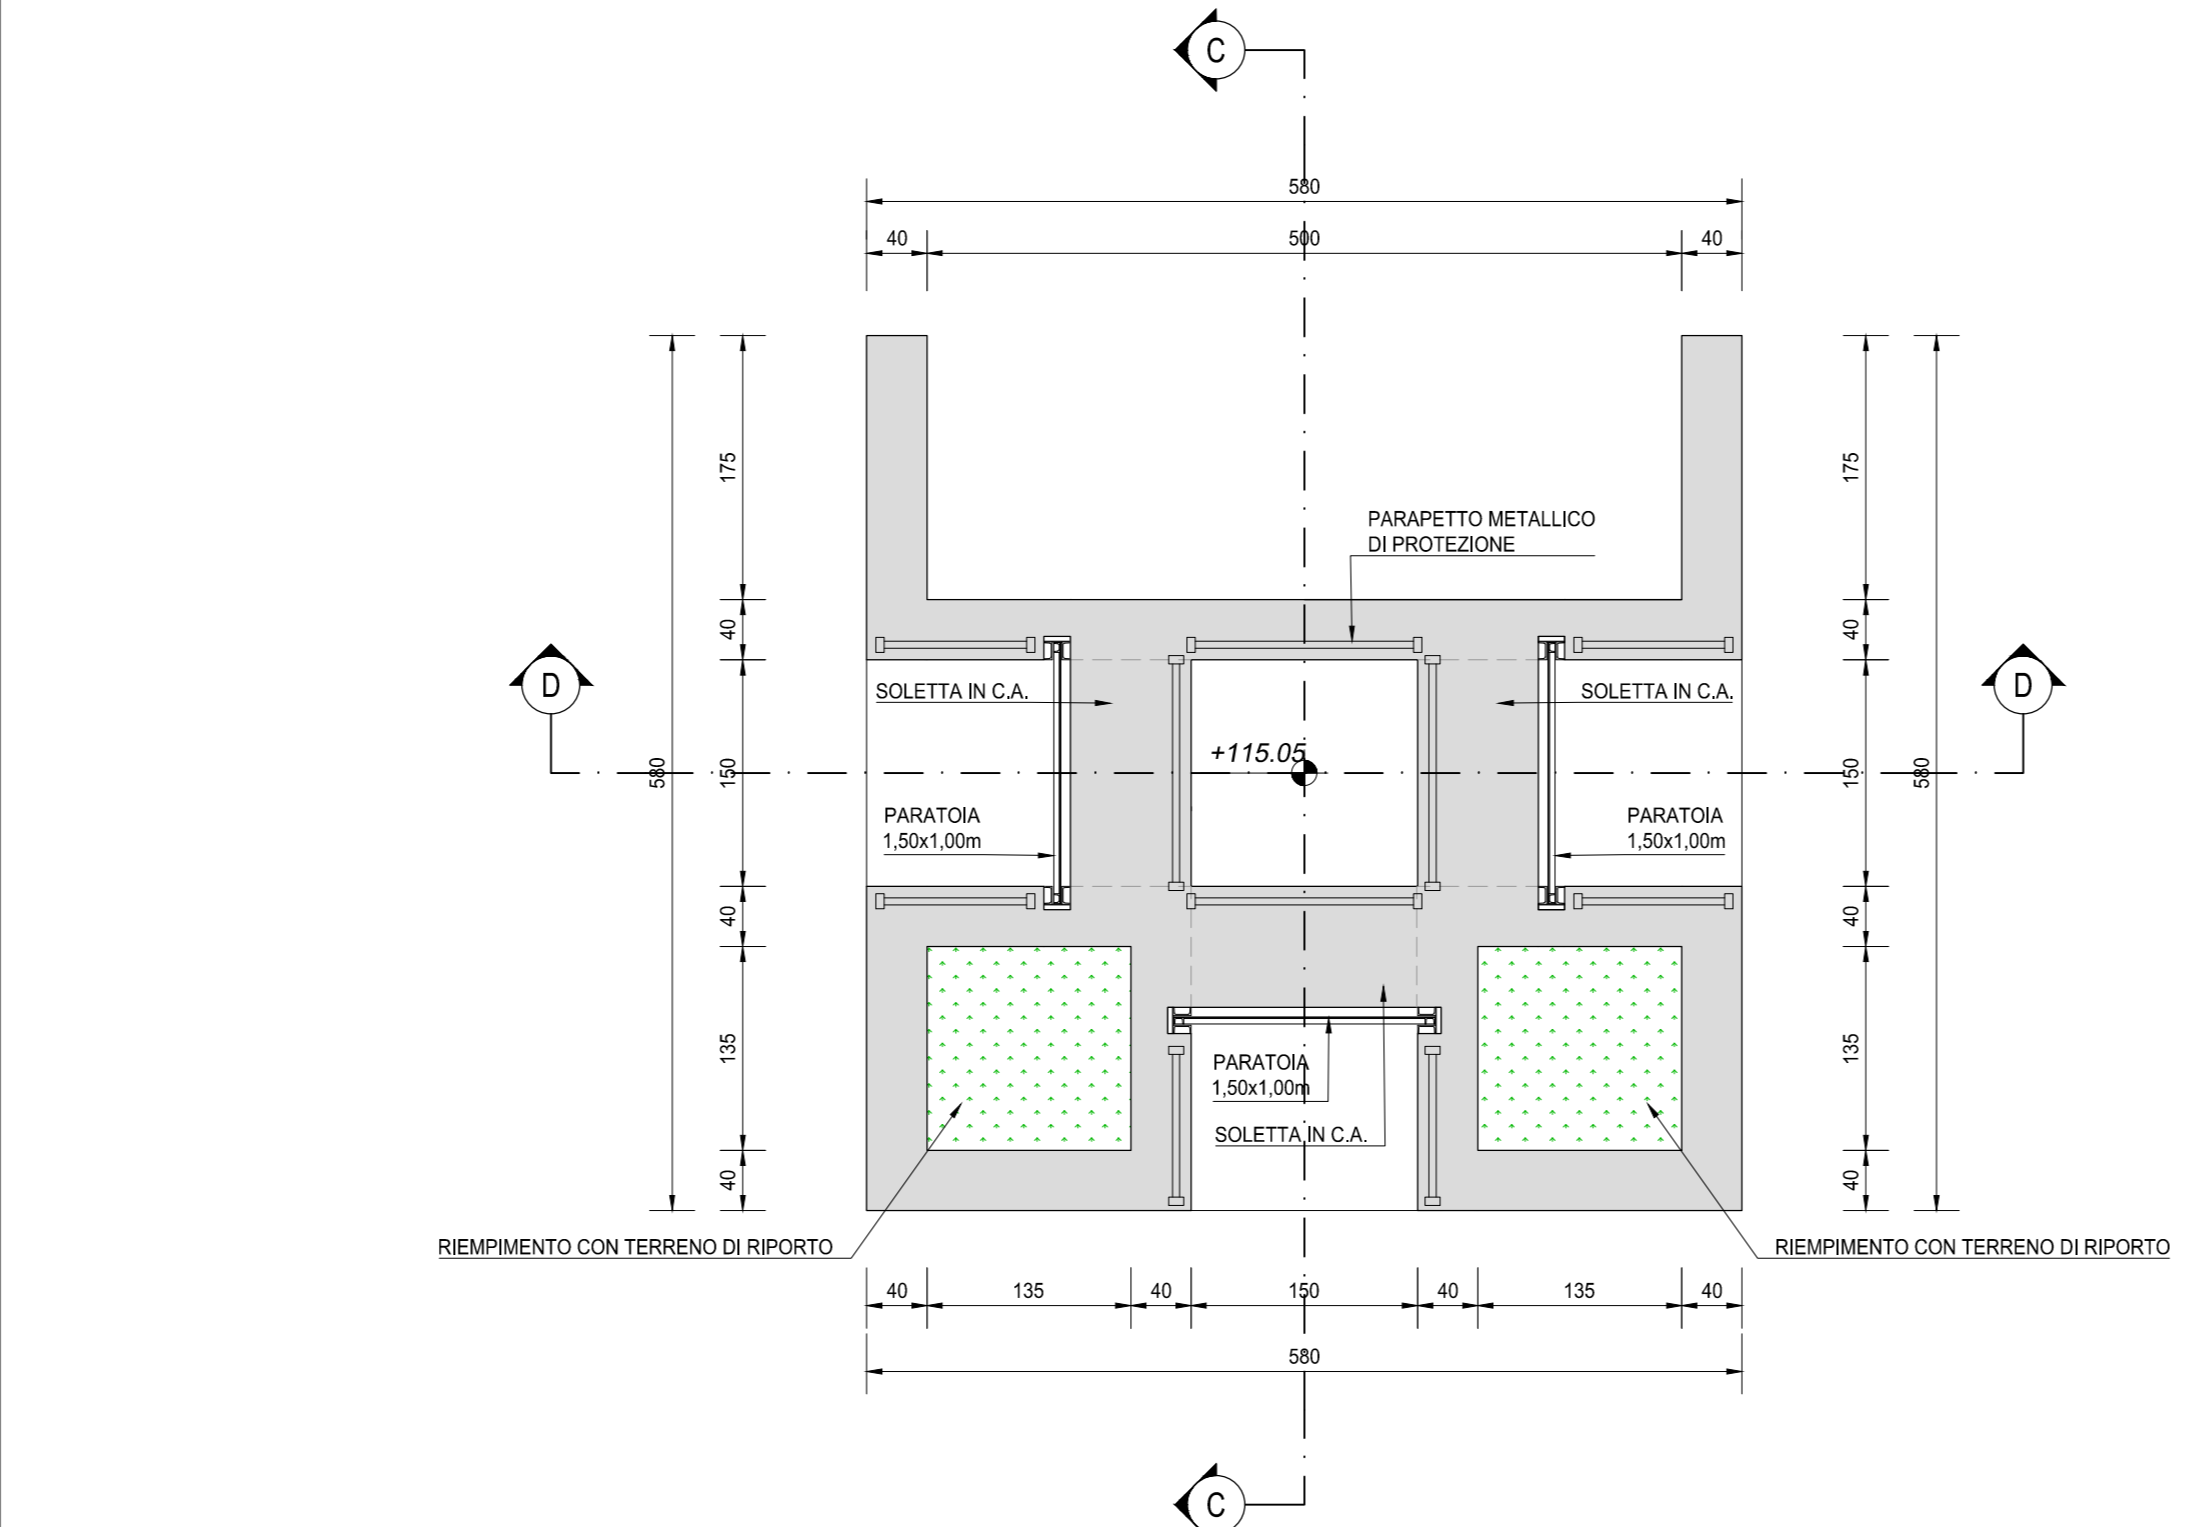 C
580
40 500 40
PARAPETTO METALLICO
DI PROTEZIONE
175
175
40
40
D
D
SOLETTA IN C.A.
SOLETTA IN C.A.
+115.05
580
150
150
580
PARATOIA
1,50x1,00m
PARATOIA
1,50x1,00m
40
40
135
135
PARATOIA
1,50x1,00m
SOLETTA IN C.A.
40
40
RIEMPIMENTO CON TERRENO DI RIPORTO
RIEMPIMENTO CON TERRENO DI RIPORTO
40 135 40 150 40 135 40
580
C